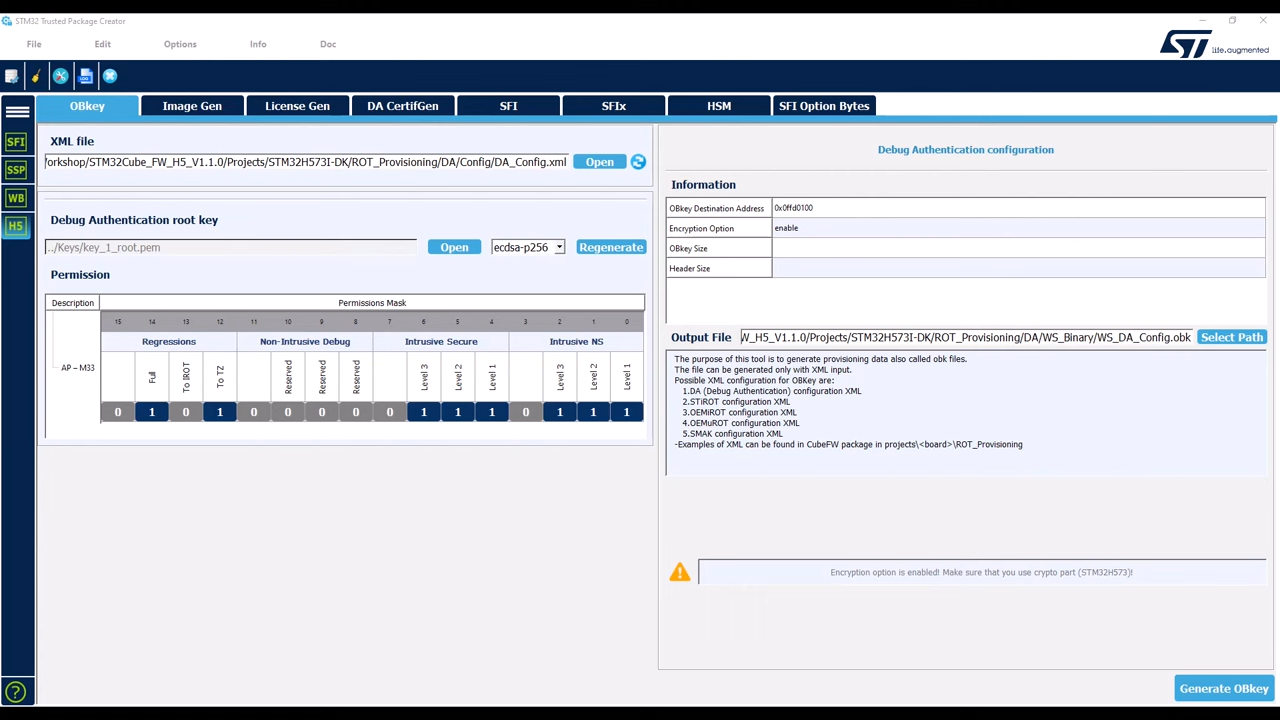 STM32 Trusted Package Creator
File Edit Options Info Doc
ST life.augmented
OBkey Image Gen License Gen DA CertifGen SFI SFIx HSM SFI Option Bytes
SFI
SSP
WB
H5
XML file
/orkshop/STM32Cube_FW_H5_V1.1.0/Projects/STM32H573I-DK/ROT_Provisioning/DA/Config/DA_Config.xml Open
Debug Authentication root key
../Keys/key_1_root.pem Open ecdsa-p256 Regenerate
Permission
Description Permissions Mask
15 14 13 12 11 10 9 8 7 6 5 4 3 2 1 0
Regressions Non-Intrusive Debug Intrusive Secure Intrusive NS
AP – M33 Full To IROT To TZ Reserved Reserved Reserved Level 3 Level 2 Level 1 Level 3 Level 2 Level 1
0 1 0 1 0 0 0 0 0 1 1 1 0 1 1 1
Debug Authentication configuration
Information
OBkey Destination Address 0x0ffd0100
Encryption Option enable
OBkey Size
Header Size
Output File W_H5_V1.1.0/Projects/STM32H573I-DK/ROT_Provisioning/DA/WS_Binary/WS_DA_Config.obk Select Path
The purpose of this tool is to generate provisioning data also called obk files.
The file can be generated only with XML input.
Possible XML configuration for OBKey are:
1.DA (Debug Authentication) configuration XML
2.STiROT configuration XML
3.OEMiROT configuration XML
4.OEMuROT configuration XML
5.SMAK configuration XML
-Examples of XML can be found in CubeFW package in projects\<board>\ROT_Provisioning
Encryption option is enabled! Make sure that you use crypto part (STM32H573)!
Generate OBkey
?